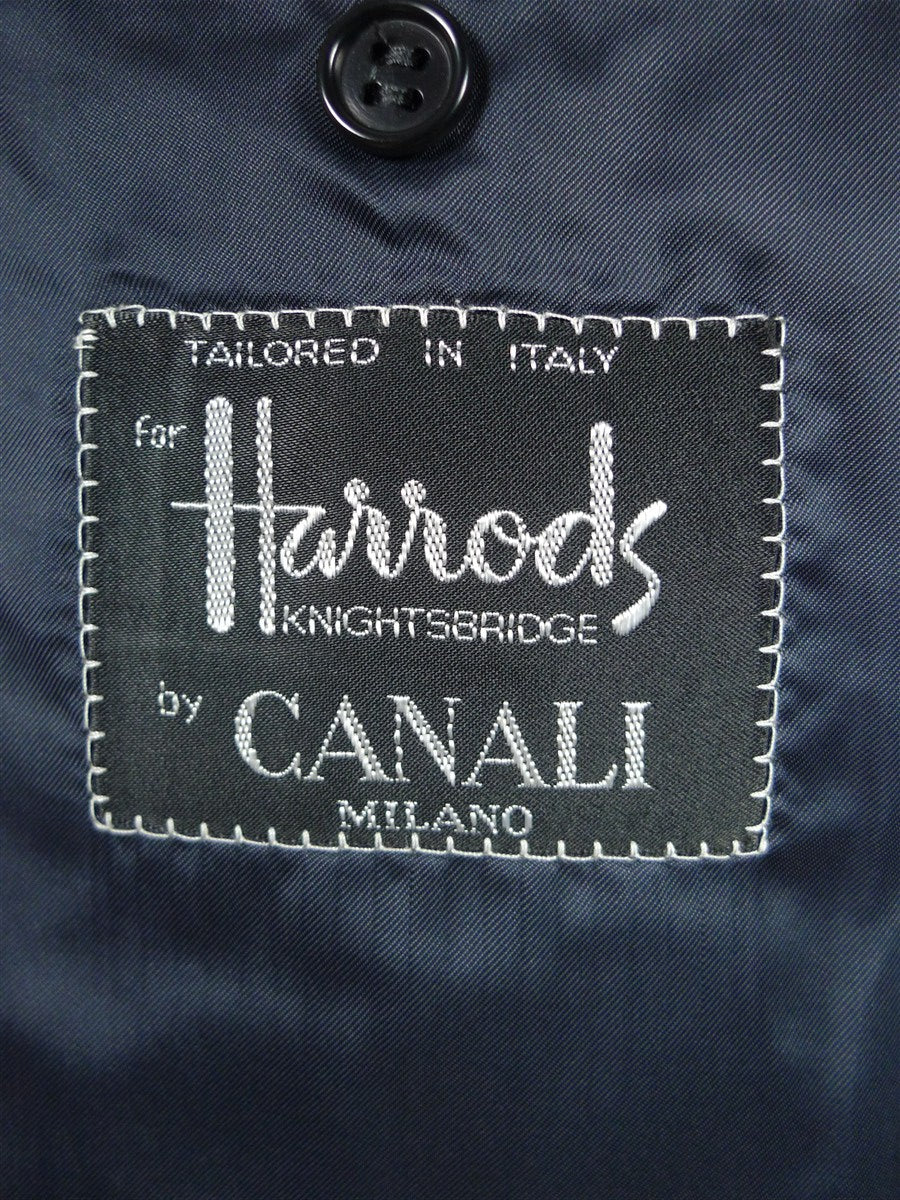 TAILORED IN ITALY
for
Harrods
KNIGHTSBRIDGE
by CANALI
MILANO